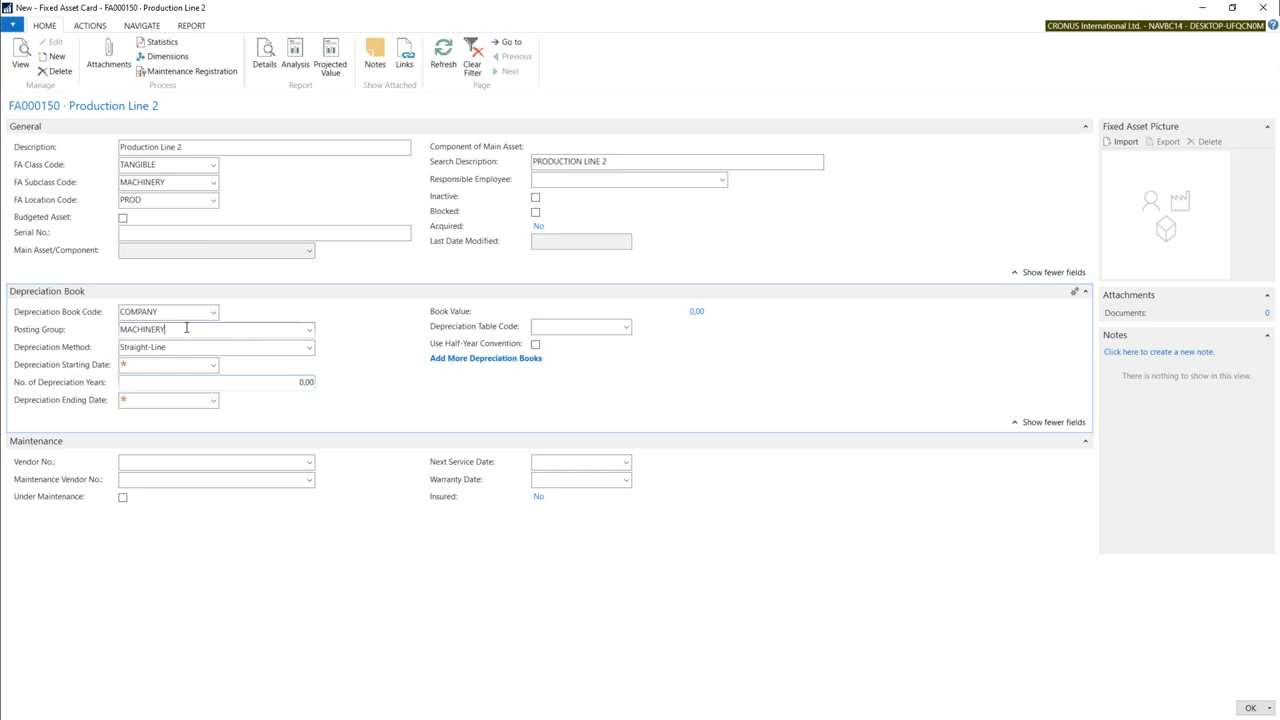 New - Fixed Asset Card - FA000150 · Production Line 2
HOME ACTIONS NAVIGATE REPORT
CRONUS International Ltd. - NAVBC14 - DESKTOP-UFQCN0M
View
Edit
New
Delete
Manage
Attachments
Statistics
Dimensions
Maintenance Registration
Process
Details
Analysis
Projected Value
Report
Notes
Links
Show Attached
Refresh
Clear Filter
Go to
Previous
Next
Page
FA000150 · Production Line 2
General
Description: Production Line 2
FA Class Code: TANGIBLE
FA Subclass Code: MACHINERY
FA Location Code: PROD
Budgeted Asset:
Serial No.:
Main Asset/Component:
Component of Main Asset:
Search Description: PRODUCTION LINE 2
Responsible Employee:
Inactive:
Blocked:
Acquired: No
Last Date Modified:
Show fewer fields
Depreciation Book
Depreciation Book Code: COMPANY
Posting Group: MACHINERY
Depreciation Method: Straight-Line
Depreciation Starting Date: *
No. of Depreciation Years: 0,00
Depreciation Ending Date: *
Book Value: 0,00
Depreciation Table Code:
Use Half-Year Convention:
Add More Depreciation Books
Show fewer fields
Maintenance
Vendor No.:
Maintenance Vendor No.:
Under Maintenance:
Next Service Date:
Warranty Date:
Insured: No
Fixed Asset Picture
Import Export Delete
Attachments
Documents: 0
Notes
Click here to create a new note.
There is nothing to show in this view.
OK